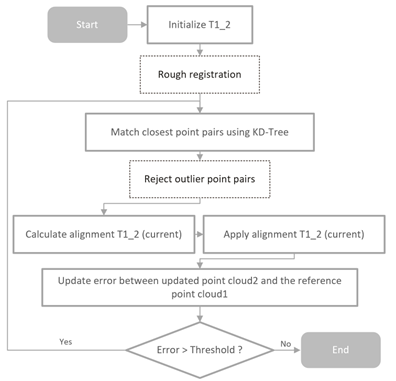 Start
Initialize T1_2
Rough registration
Match closest point pairs using KD-Tree
Reject outlier point pairs
Calculate alignment T1_2 (current)
Apply alignment T1_2 (current)
Update error between updated point cloud2 and the reference
point cloud1
Yes
Error > Threshold ?
No
End